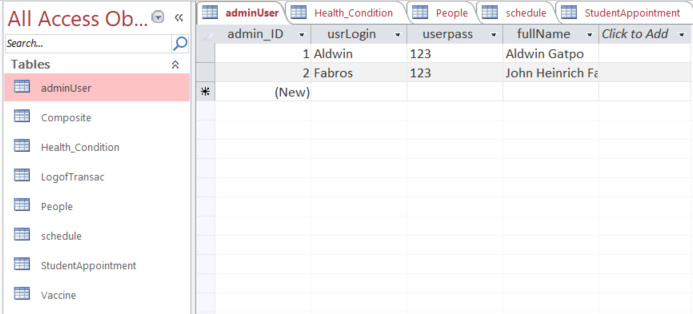 All Access Ob...
Search...
Tables
adminUser
Composite
Health_Condition
LogofTransac
People
schedule
StudentAppointment
Vaccine
adminUser Health_Condition People schedule StudentAppointment
admin_ID usrLogin userpass fullName Click to Add
1 Aldwin 123 Aldwin Gatpo
2 Fabros 123 John Heinrich Fa
(New)